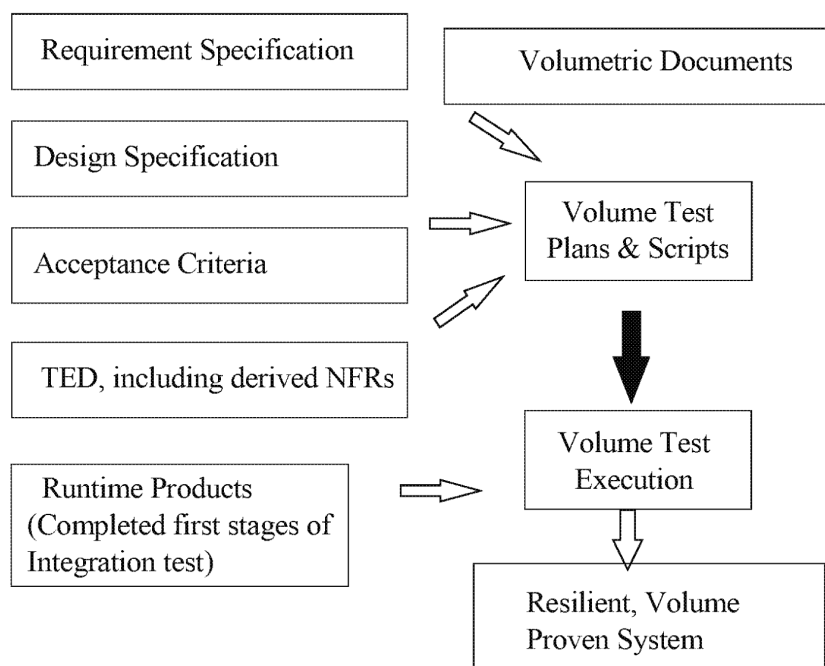 Requirement Specification
Volumetric Documents
Design Specification
Volume Test
Plans & Scripts
Acceptance Criteria
TED, including derived NFRs
Volume Test
Execution
Runtime Products
(Completed first stages of
Integration test)
Resilient, Volume
Proven System